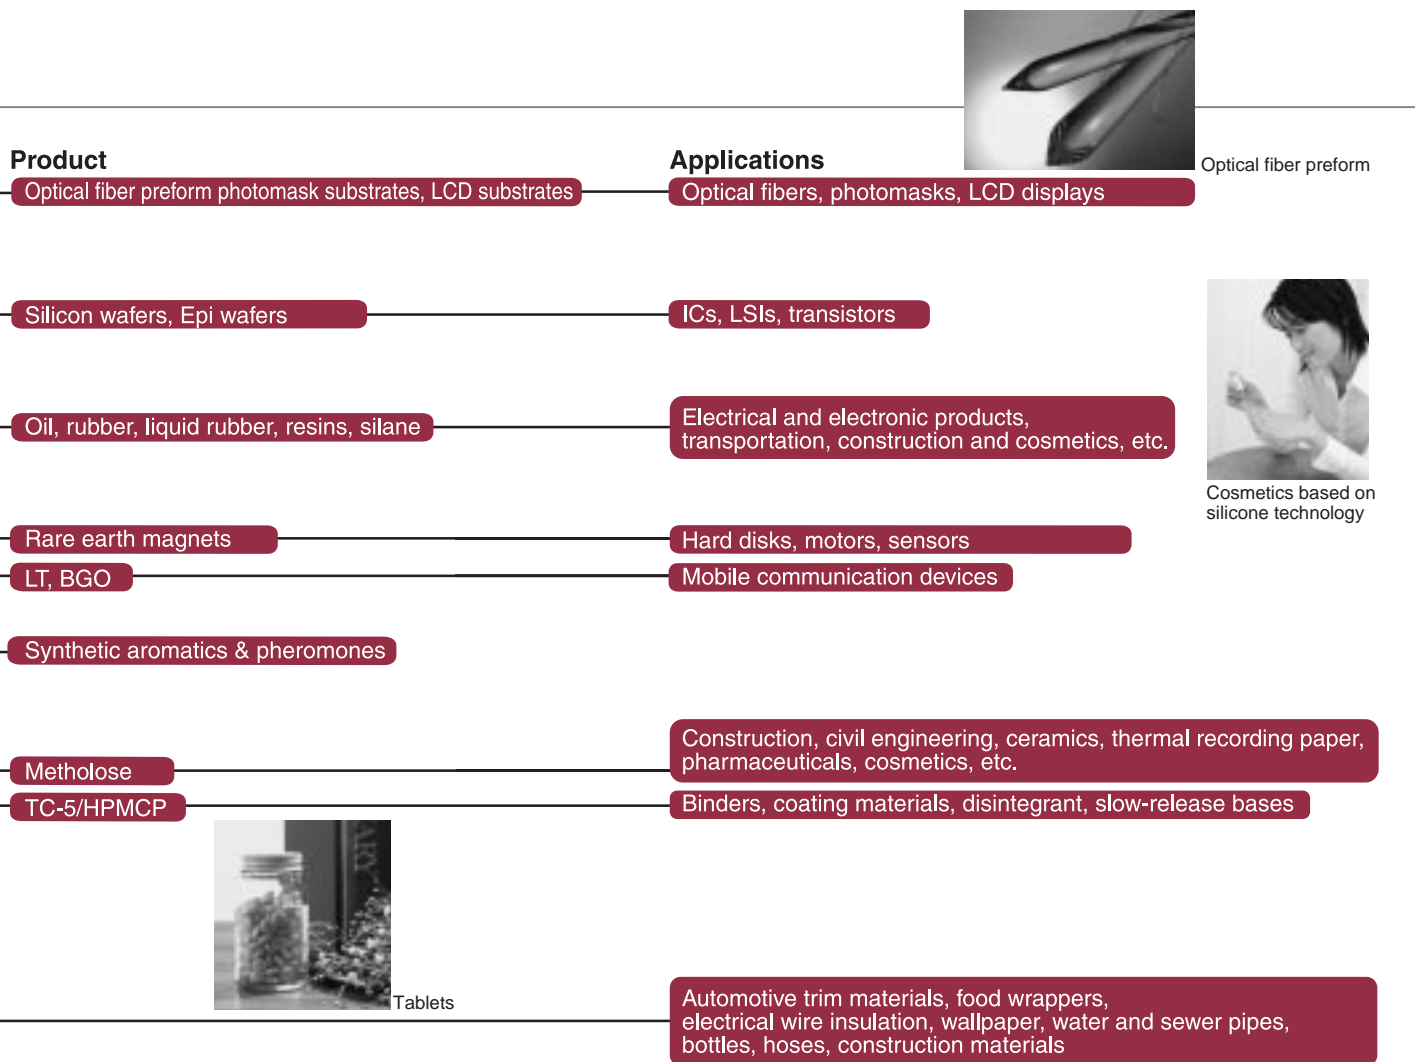 Optical fiber preform
Product
Applications
Optical fiber preform photomask substrates, LCD substrates
Optical fibers, photomasks, LCD displays
Silicon wafers, Epi wafers
ICs, LSIs, transistors
Oil, rubber, liquid rubber, resins, silane
Electrical and electronic products,
transportation, construction and cosmetics, etc.
Cosmetics based on
silicone technology
Rare earth magnets
Hard disks, motors, sensors
LT, BGO
Mobile communication devices
Synthetic aromatics & pheromones
Metholose
Construction, civil engineering, ceramics, thermal recording paper,
pharmaceuticals, cosmetics, etc.
TC-5/HPMCP
Binders, coating materials, disintegrant, slow-release bases
Tablets
Automotive trim materials, food wrappers,
electrical wire insulation, wallpaper, water and sewer pipes,
bottles, hoses, construction materials